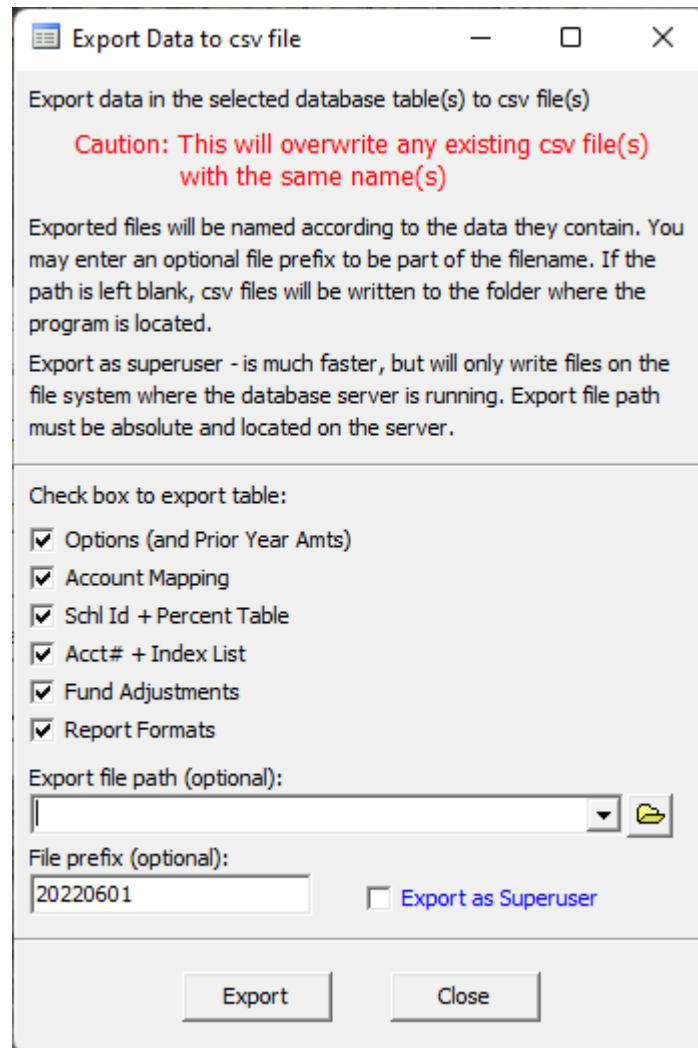 Export Data to csv file
Export data in the selected database table(s) to csv file(s)
Caution: This will overwrite any existing csv file(s)
with the same name(s)
Exported files will be named according to the data they contain. You
may enter an optional file prefix to be part of the filename. If the
path is left blank, csv files will be written to the folder where the
program is located.
Export as superuser - is much faster, but will only write files on the
file system where the database server is running. Export file path
must be absolute and located on the server.
Check box to export table:
Options (and Prior Year Amts)
Account Mapping
Schl Id + Percent Table
Acct# + Index List
Fund Adjustments
Report Formats
Export file path (optional):
File prefix (optional):
20220601
Export as Superuser
Export
Close